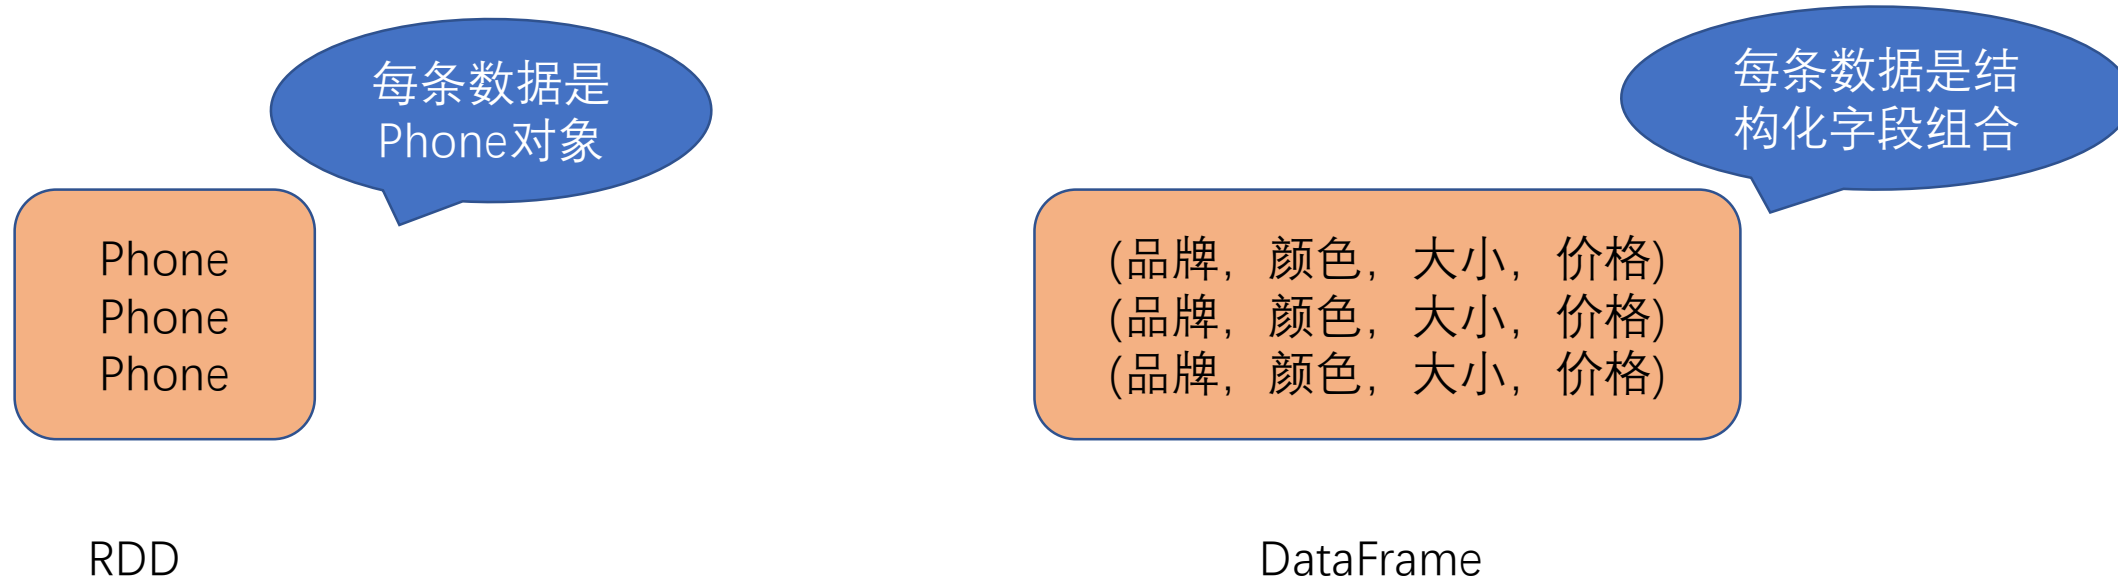 每条数据是
Phone对象
每条数据是结
构化字段组合
Phone
Phone
Phone
(品牌，颜色，大小，价格)
(品牌，颜色，大小，价格)
(品牌，颜色，大小，价格)
RDD
DataFrame